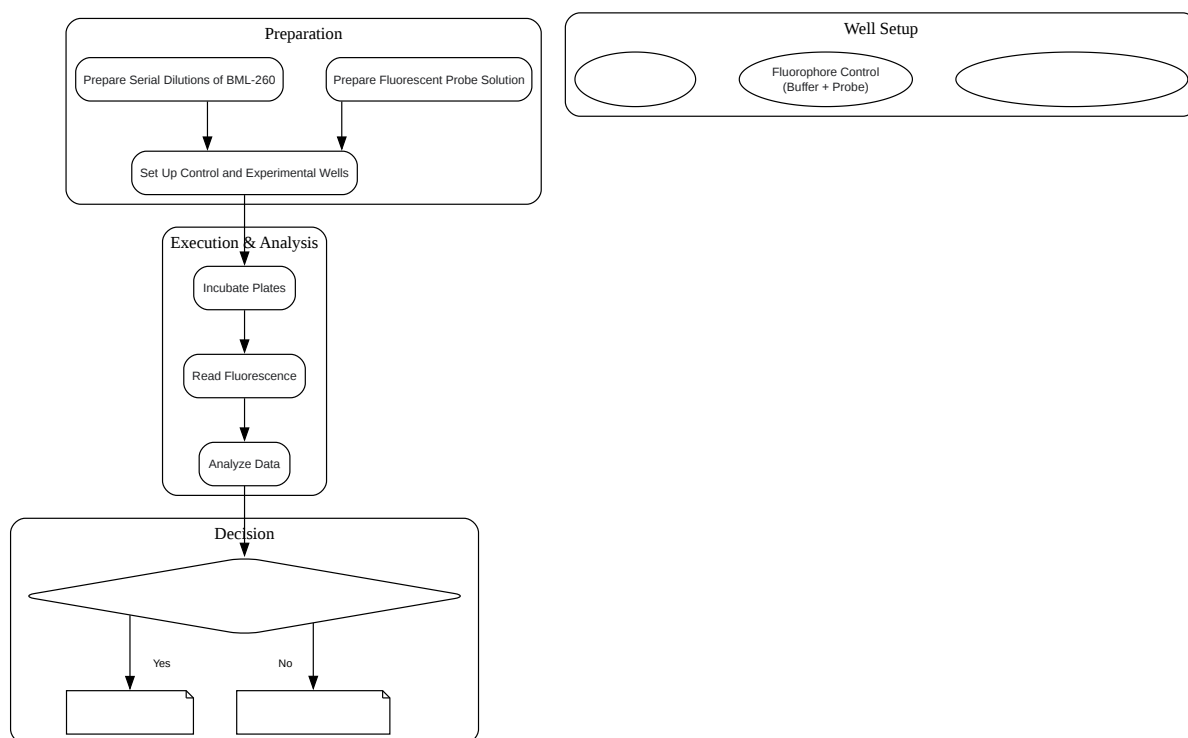 Preparation
Prepare Serial Dilutions of BML-260
Prepare Fluorescent Probe Solution
Set Up Control and Experimental Wells
Well Setup
Fluorophore Control
(Buffer + Probe)
Execution & Analysis
Incubate Plates
Read Fluorescence
Analyze Data
Decision
Yes
No